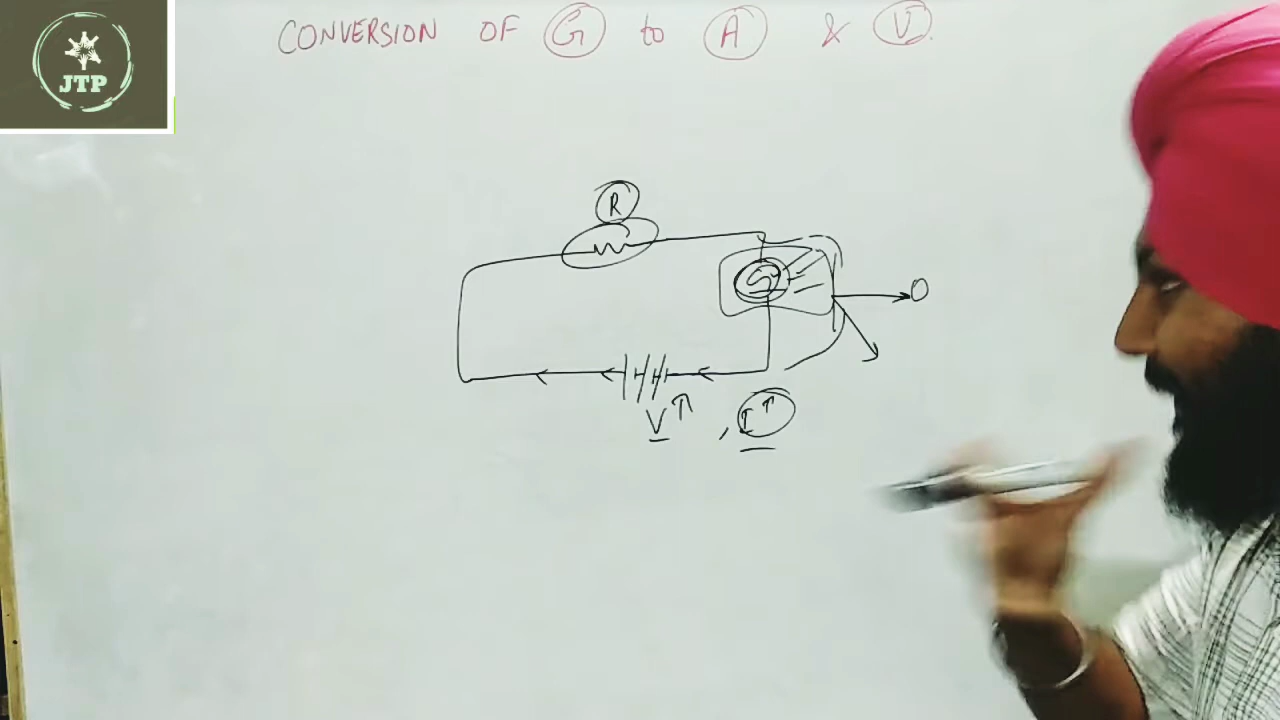 CONVERSION OF G to A & V.
JTP
R
G
O
V↑ , I↑